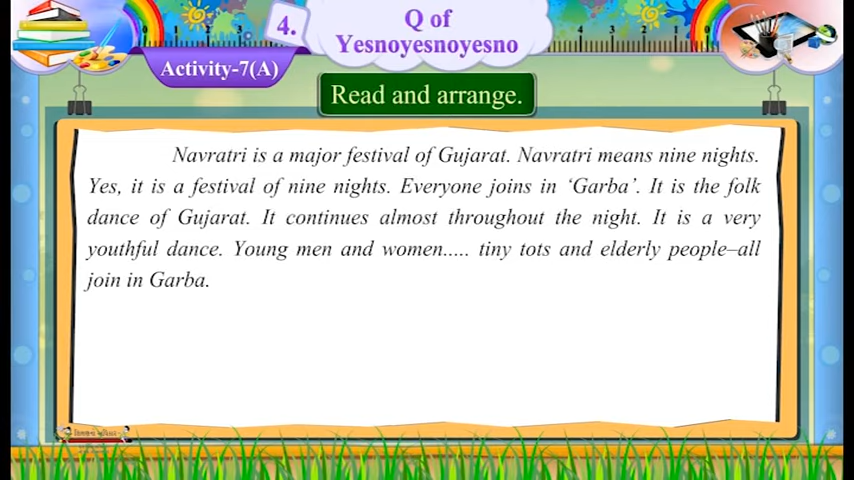 4.
Q of
Yesnoyesnoyesno
Activity-7(A)
Read and arrange.
Navratri is a major festival of Gujarat. Navratri means nine nights.
Yes, it is a festival of nine nights. Everyone joins in ‘Garba’. It is the folk
dance of Gujarat. It continues almost throughout the night. It is a very
youthful dance. Young men and women..... tiny tots and elderly people–all
join in Garba.